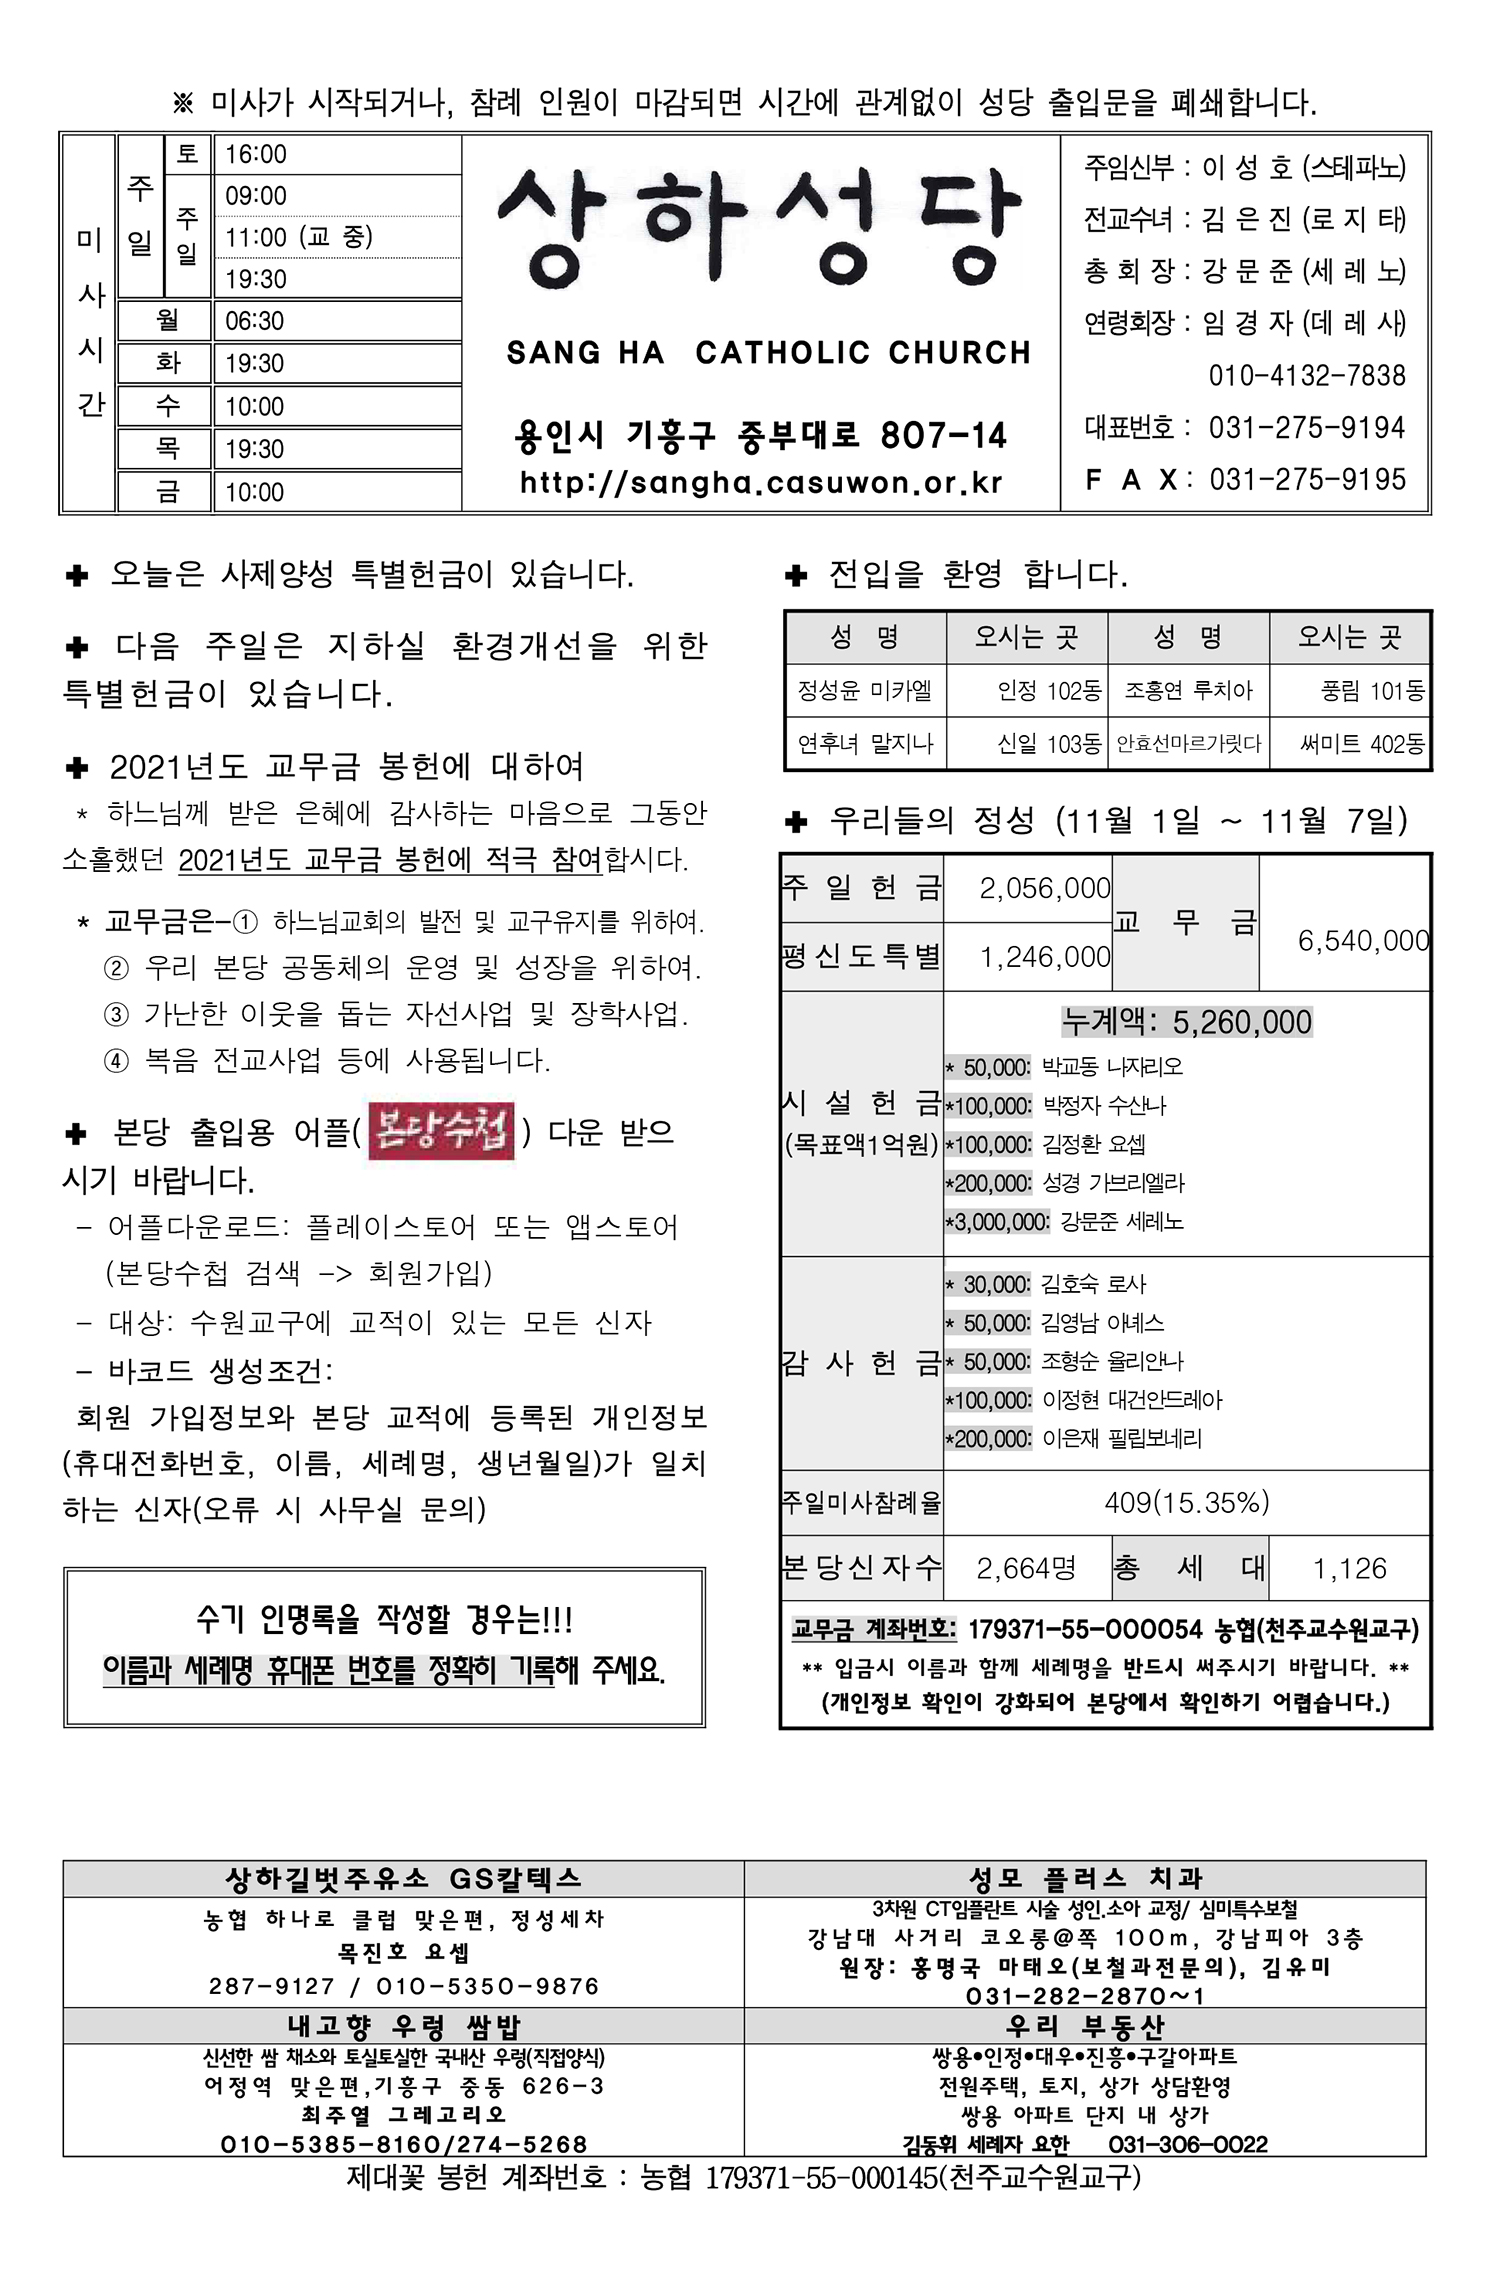 ※ 미사가 시작되거나, 참례 인원이 마감되면 시간에 관계없이 성당 출입문을 폐쇄합니다.
미사시간
주일
토 16:00
주일 09:00
11:00 (교 중)
19:30
월 06:30
화 19:30
수 10:00
목 19:30
금 10:00
상하성당
SANG HA CATHOLIC CHURCH
용인시 기흥구 중부대로 807-14
http://sangha.casuwon.or.kr
주임신부 : 이 성 호 (스테파노)
전교수녀 : 김 은 진 (로 지 타)
총 회 장 : 강 문 준 (세 레 노)
연령회장 : 임 경 자 (데 레 사)
010-4132-7838
대표번호 : 031-275-9194
F A X : 031-275-9195
✚ 오늘은 사제양성 특별헌금이 있습니다.
✚ 다음 주일은 지하실 환경개선을 위한
특별헌금이 있습니다.
✚ 2021년도 교무금 봉헌에 대하여
* 하느님께 받은 은혜에 감사하는 마음으로 그동안
소홀했던 2021년도 교무금 봉헌에 적극 참여합시다.
* 교무금은-① 하느님교회의 발전 및 교구유지를 위하여.
② 우리 본당 공동체의 운영 및 성장을 위하여.
③ 가난한 이웃을 돕는 자선사업 및 장학사업.
④ 복음 전교사업 등에 사용됩니다.
✚ 본당 출입용 어플( 본당수첩 ) 다운 받으
시기 바랍니다.
- 어플다운로드: 플레이스토어 또는 앱스토어
(본당수첩 검색 -> 회원가입)
- 대상: 수원교구에 교적이 있는 모든 신자
- 바코드 생성조건:
회원 가입정보와 본당 교적에 등록된 개인정보
(휴대전화번호, 이름, 세례명, 생년월일)가 일치
하는 신자(오류 시 사무실 문의)
수기 인명록을 작성할 경우는!!!
이름과 세례명 휴대폰 번호를 정확히 기록해 주세요.
✚ 전입을 환영 합니다.
성 명 오시는 곳 성 명 오시는 곳
정성윤 미카엘 인정 102동 조홍연 루치아 풍림 101동
연후녀 말지나 신일 103동 안효선마르가릿다 써미트 402동
✚ 우리들의 정성 (11월 1일 ~ 11월 7일)
주 일 헌 금 2,056,000 교 무 금 6,540,000
평신도특별 1,246,000
시 설 헌 금
(목표액1억원)
누계액: 5,260,000
* 50,000: 박교동 나자리오
*100,000: 박정자 수산나
*100,000: 김정환 요셉
*200,000: 성경 가브리엘라
*3,000,000: 강문준 세레노
감 사 헌 금
* 30,000: 김호숙 로사
* 50,000: 김영남 아녜스
* 50,000: 조형순 율리안나
*100,000: 이정현 대건안드레아
*200,000: 이은재 필립보네리
주일미사참례율 409(15.35%)
본당신자수 2,664명 총 세 대 1,126
교무금 계좌번호: 179371-55-000054 농협(천주교수원교구)
** 입금시 이름과 함께 세례명을 반드시 써주시기 바랍니다. **
(개인정보 확인이 강화되어 본당에서 확인하기 어렵습니다.)
상하길벗주유소 GS칼텍스
농협 하나로 클럽 맞은편, 정성세차
목진호 요셉
287-9127 / 010-5350-9876
성모 플러스 치과
3차원 CT임플란트 시술 성인.소아 교정/ 심미특수보철
강남대 사거리 코오롱@쪽 100m, 강남피아 3층
원장: 홍명국 마태오(보철과전문의), 김유미
031-282-2870~1
내고향 우렁 쌈밥
신선한 쌈 채소와 토실토실한 국내산 우렁(직접양식)
어정역 맞은편,기흥구 중동 626-3
최주열 그레고리오
010-5385-8160/274-5268
우리 부동산
쌍용•인정•대우•진흥•구갈아파트
전원주택, 토지, 상가 상담환영
쌍용 아파트 단지 내 상가
김동휘 세례자 요한 031-306-0022
제대꽃 봉헌 계좌번호 : 농협 179371-55-000145(천주교수원교구)